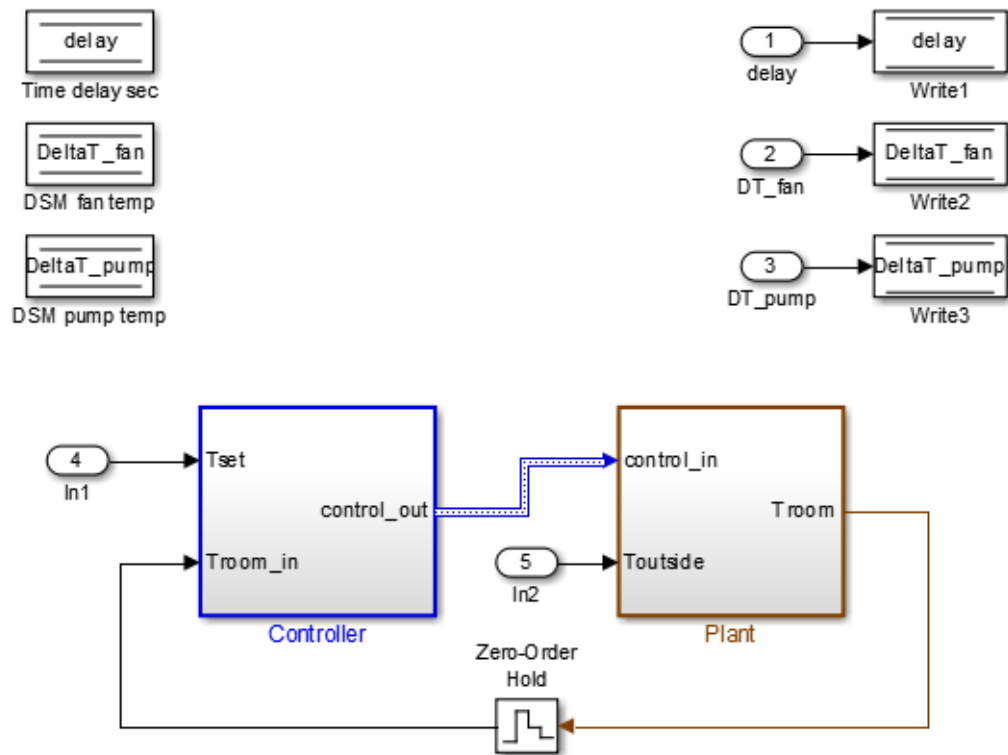 delay
Time delay sec
1
delay
delay
Write1
DeltaT_fan
DSM fan temp
2
DT_fan
DeltaT_fan
Write2
DeltaT_pump
DSM pump temp
3
DT_pump
DeltaT_pump
Write3
4
In1
Tset
Troom_in
control_out
Controller
control_in
Toutside
Troom
Plant
5
In2
Zero-Order
Hold